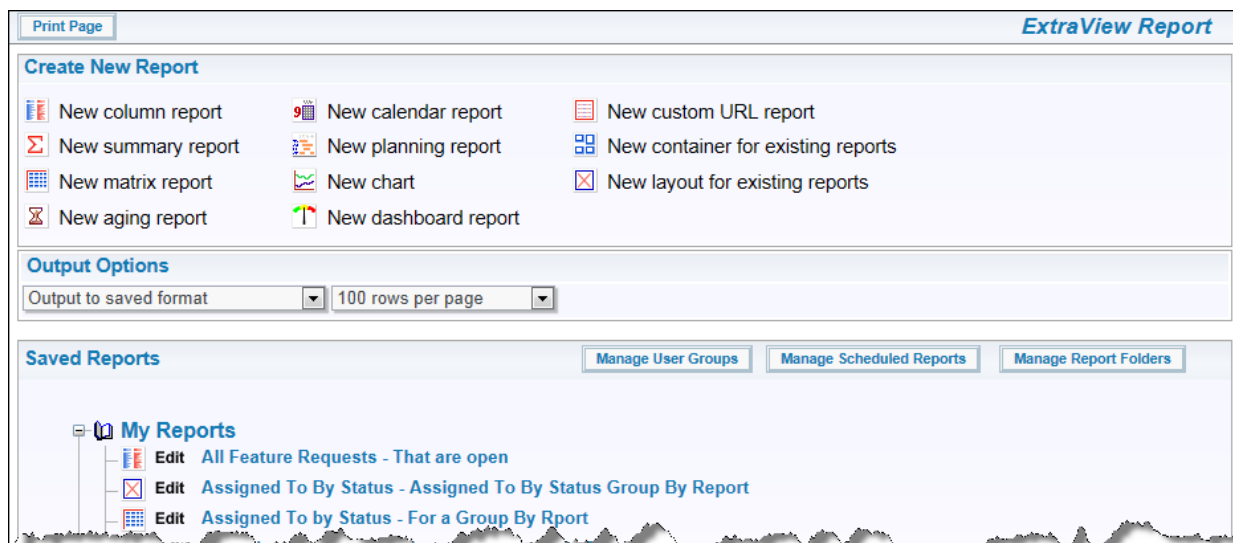 Print Page
ExtraView Report
Create New Report
New column report
New calendar report
New custom URL report
New summary report
New planning report
New container for existing reports
New matrix report
New chart
New layout for existing reports
New aging report
New dashboard report
Output Options
Output to saved format
100 rows per page
Saved Reports
Manage User Groups
Manage Scheduled Reports
Manage Report Folders
My Reports
Edit All Feature Requests - That are open
Edit Assigned To By Status - Assigned To By Status Group By Report
Edit Assigned To by Status - For a Group By Rport